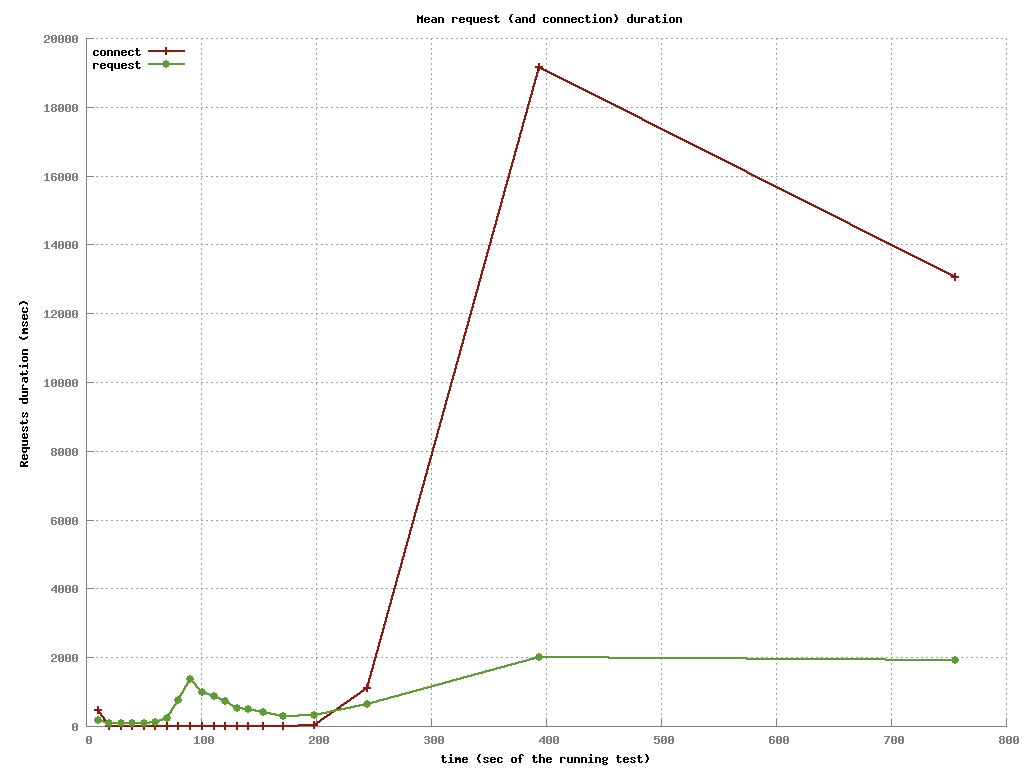 Mean request (and connection) duration
20000
connect
request
18000
16000
14000
12000
10000
8000
6000
4000
2000
0
Requests duration (msec)
0 100 200 300 400 500 600 700 800
time (sec of the running test)